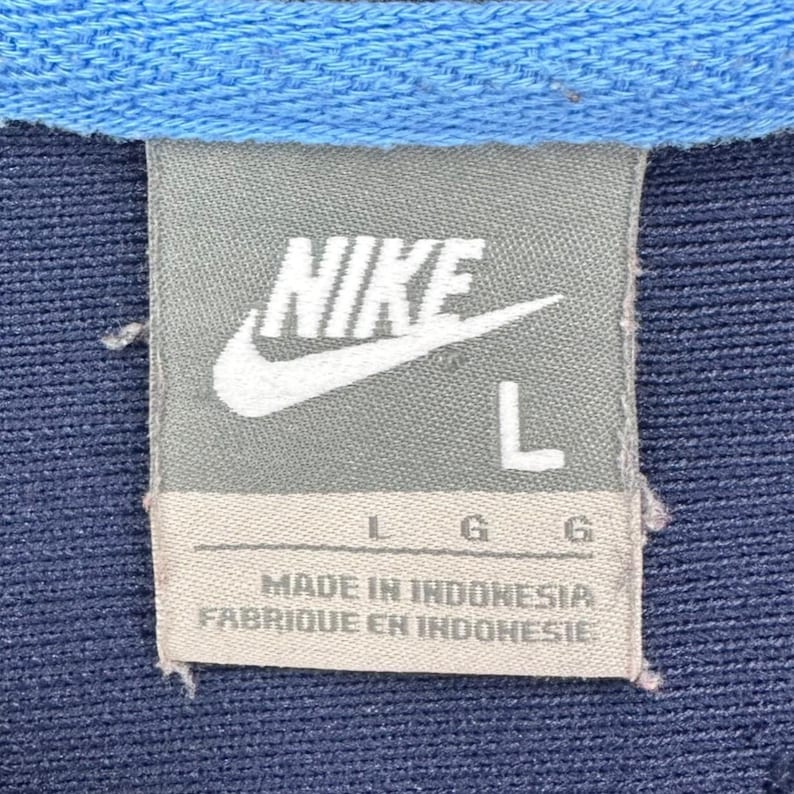 NIKE
L
L G G
MADE IN INDONESIA
FABRIQUE EN INDONESIE